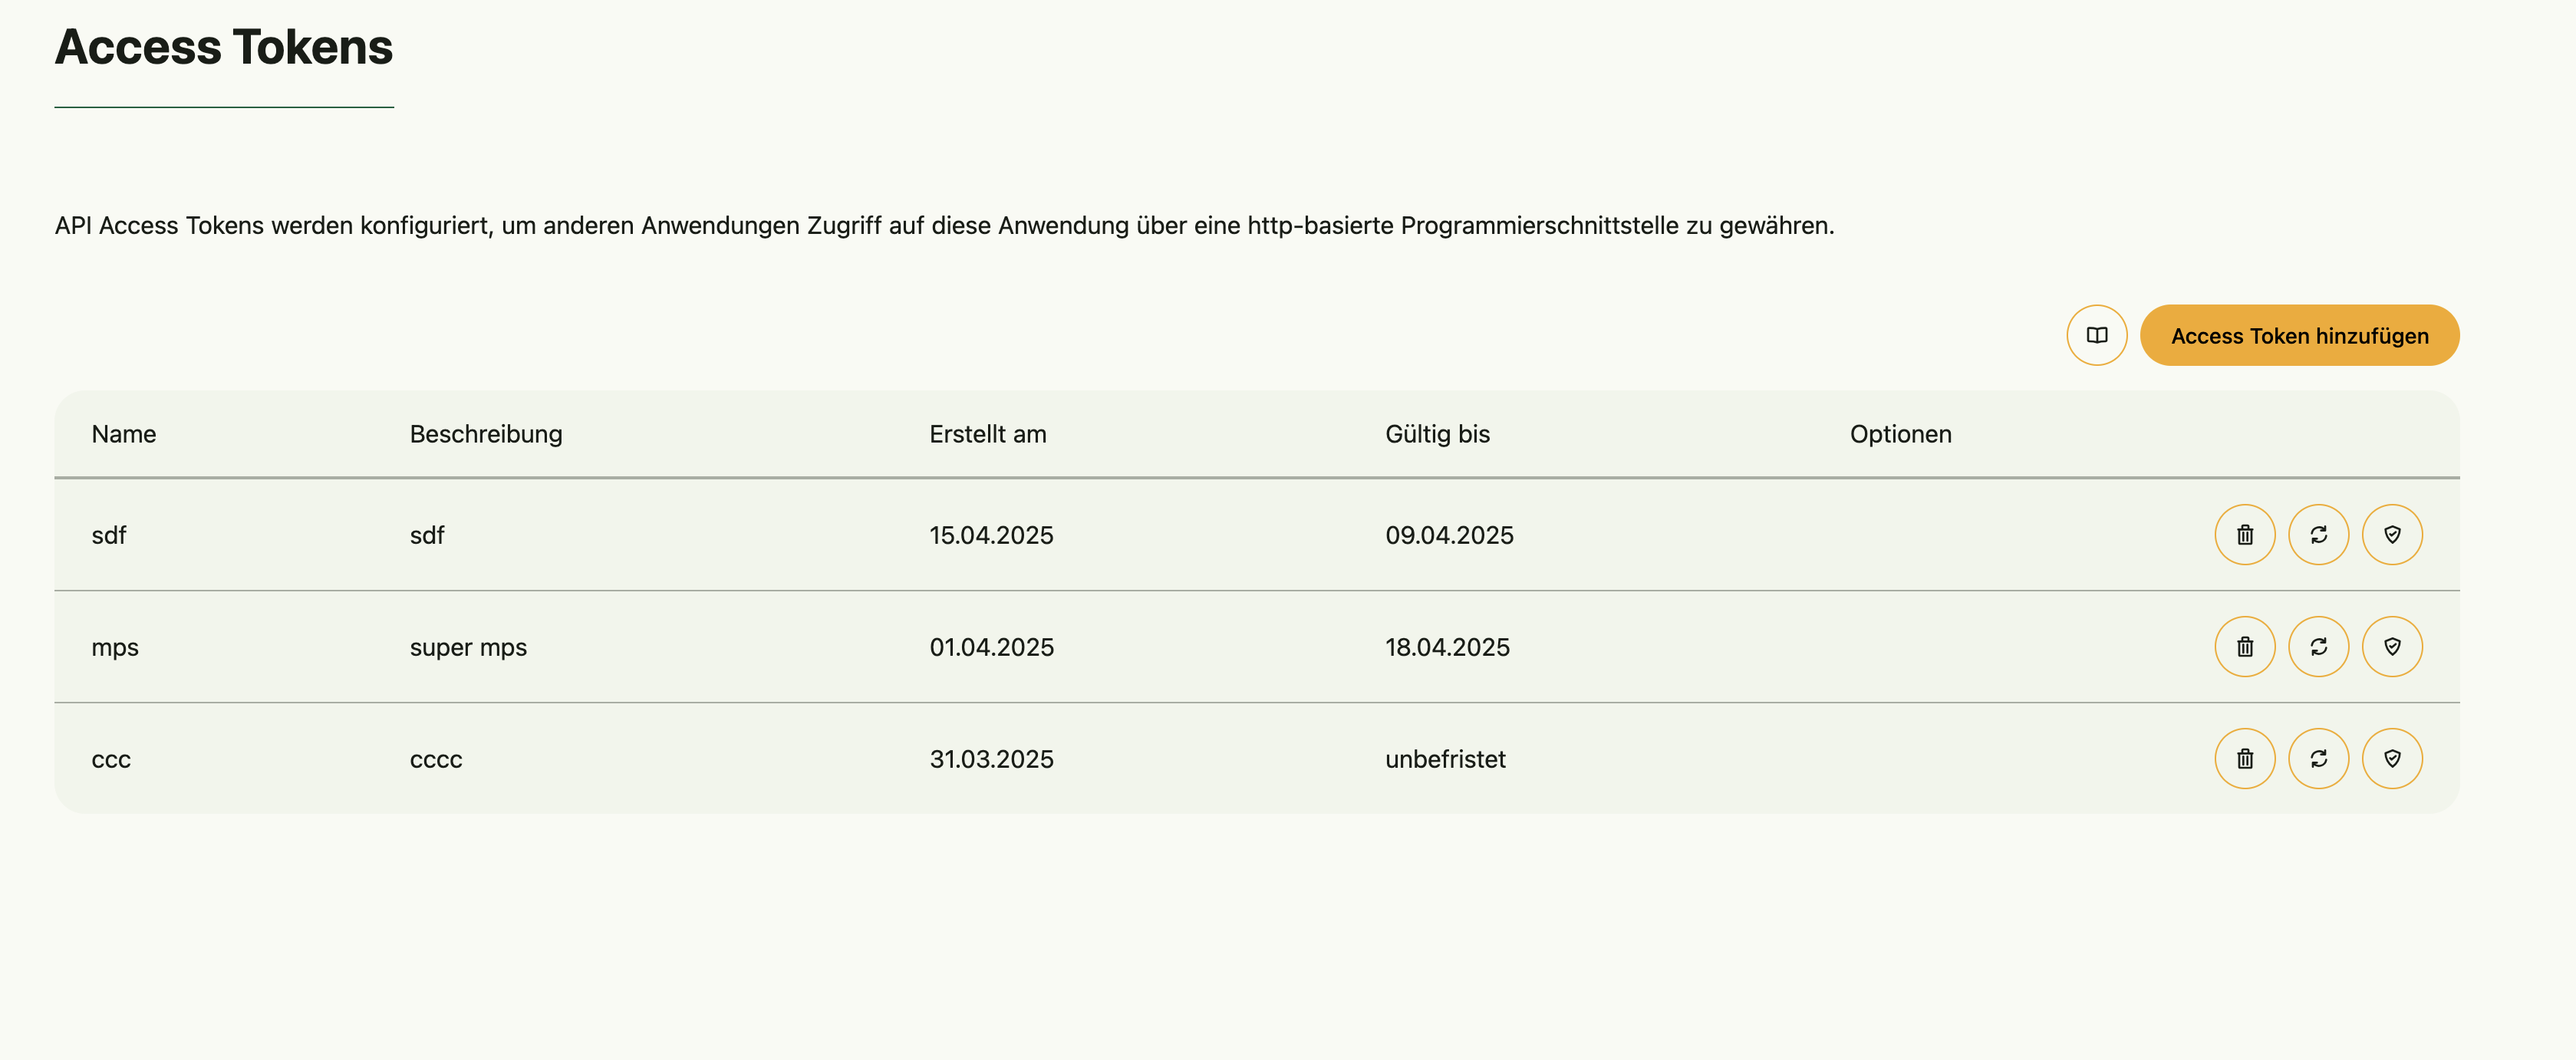 Access Tokens
API Access Tokens werden konfiguriert, um anderen Anwendungen Zugriff auf diese Anwendung über eine http-basierte Programmierschnittstelle zu gewähren.
Access Token hinzufügen
Name Beschreibung Erstellt am Gültig bis Optionen
sdf sdf 15.04.2025 09.04.2025
mps super mps 01.04.2025 18.04.2025
ccc cccc 31.03.2025 unbefristet